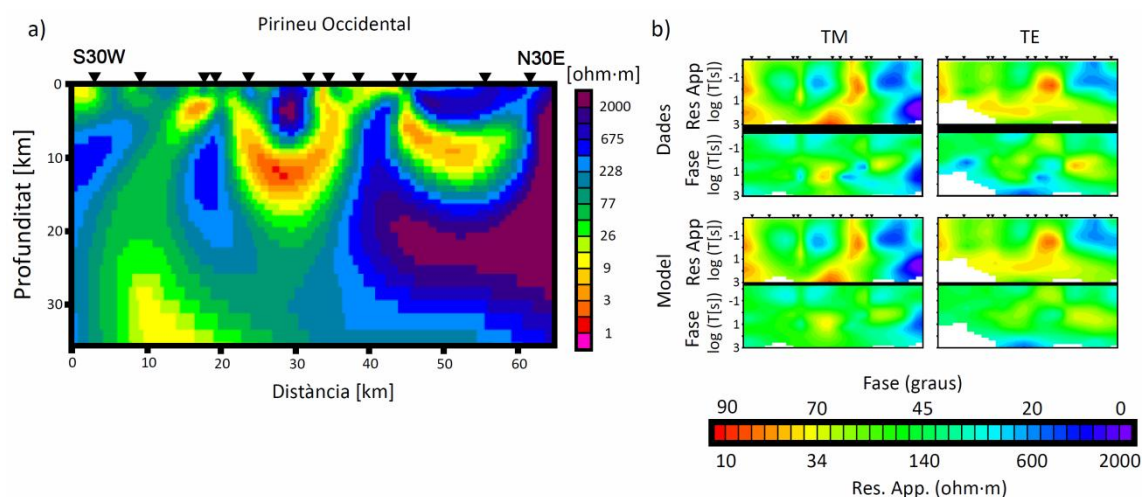 a)
Pirineu Occidental
S30W
N30E
[ohm·m]
Profunditat [km]
0
10
20
30
0 10 20 30 40 50 60
Distància [km]
2000
675
228
77
26
9
3
1
b)
TM TE
Dades
Res App
log (T[s])
-1
1
3
Fase
log (T[s])
-1
1
3
Model
Res App
log (T[s])
-1
1
3
Fase
log (T[s])
-1
1
3
Fase (graus)
90 70 45 20 0
10 34 140 600 2000
Res. App. (ohm·m)